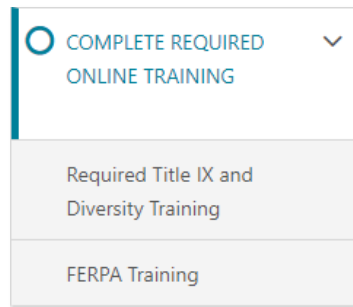 COMPLETE REQUIRED
ONLINE TRAINING
Required Title IX and
Diversity Training
FERPA Training